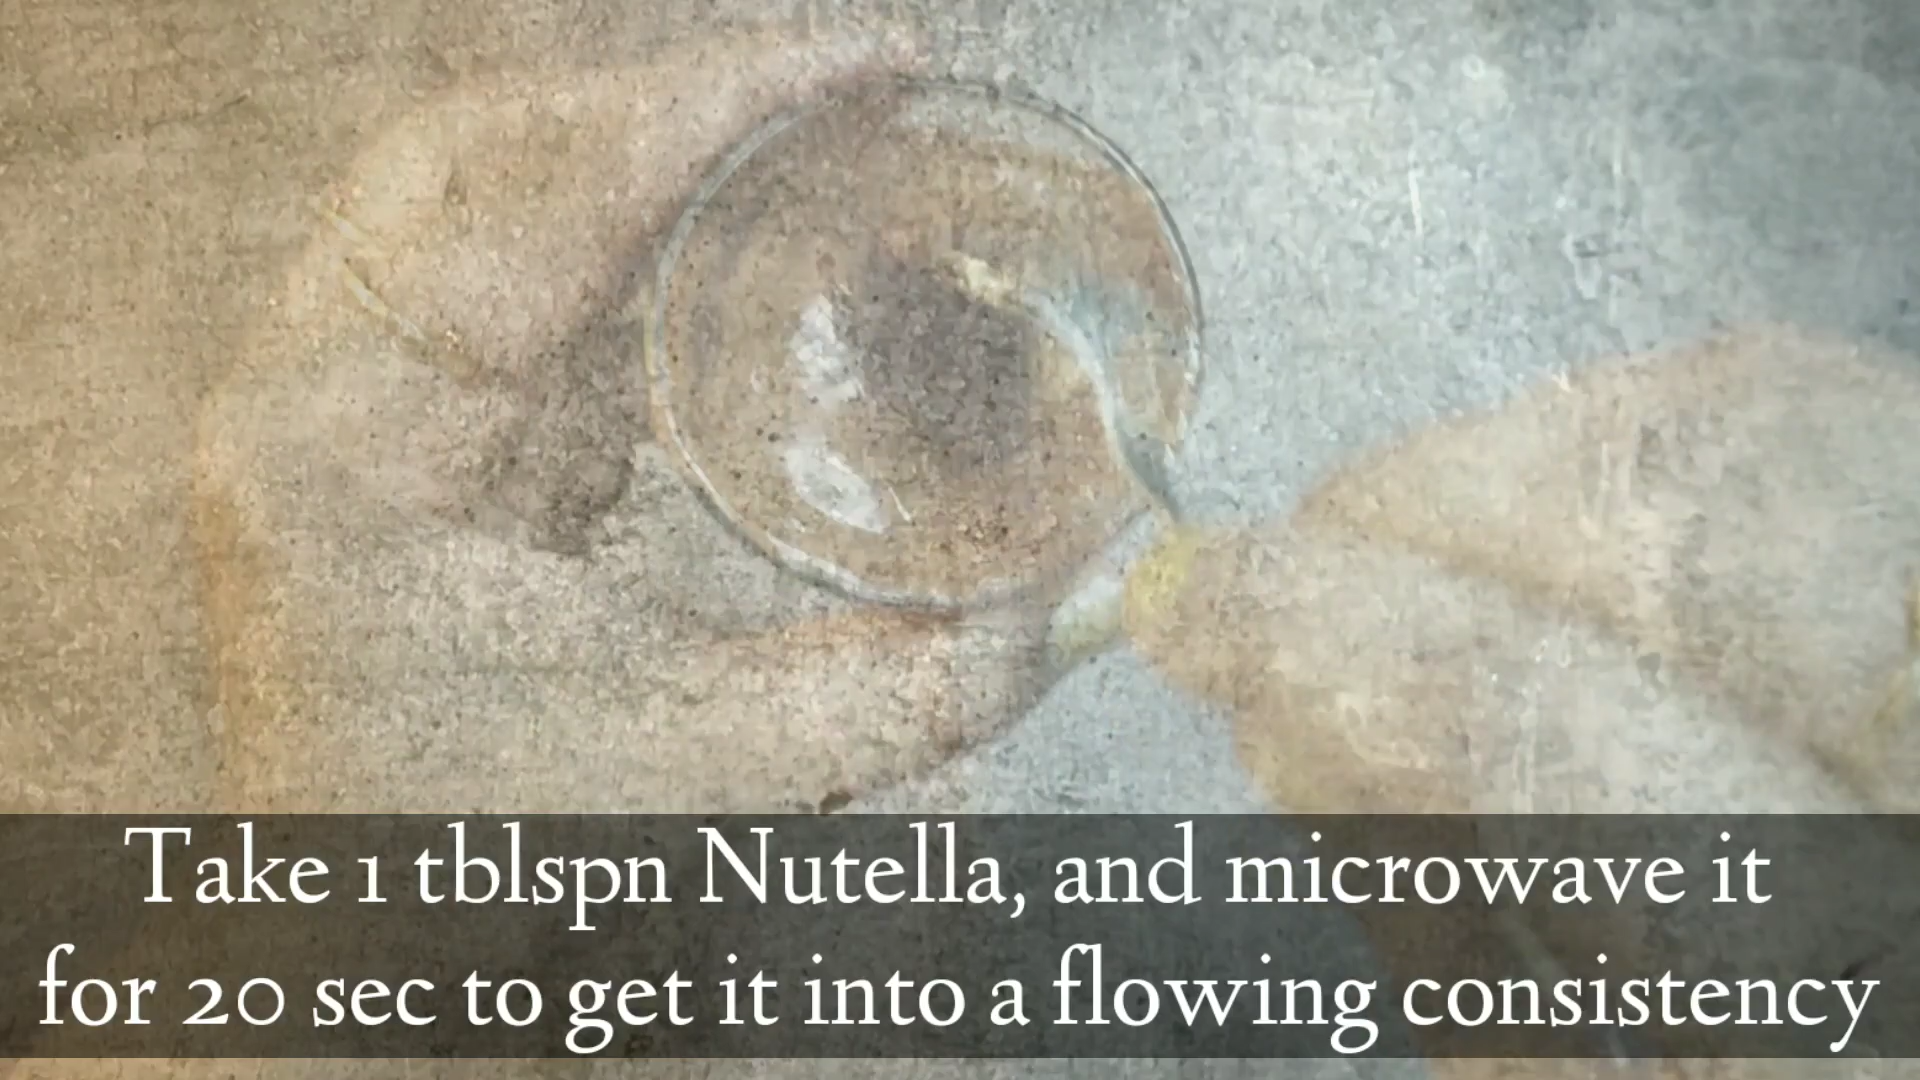 Take 1 tblspn Nutella, and microwave it
for 20 sec to get it into a flowing consistency